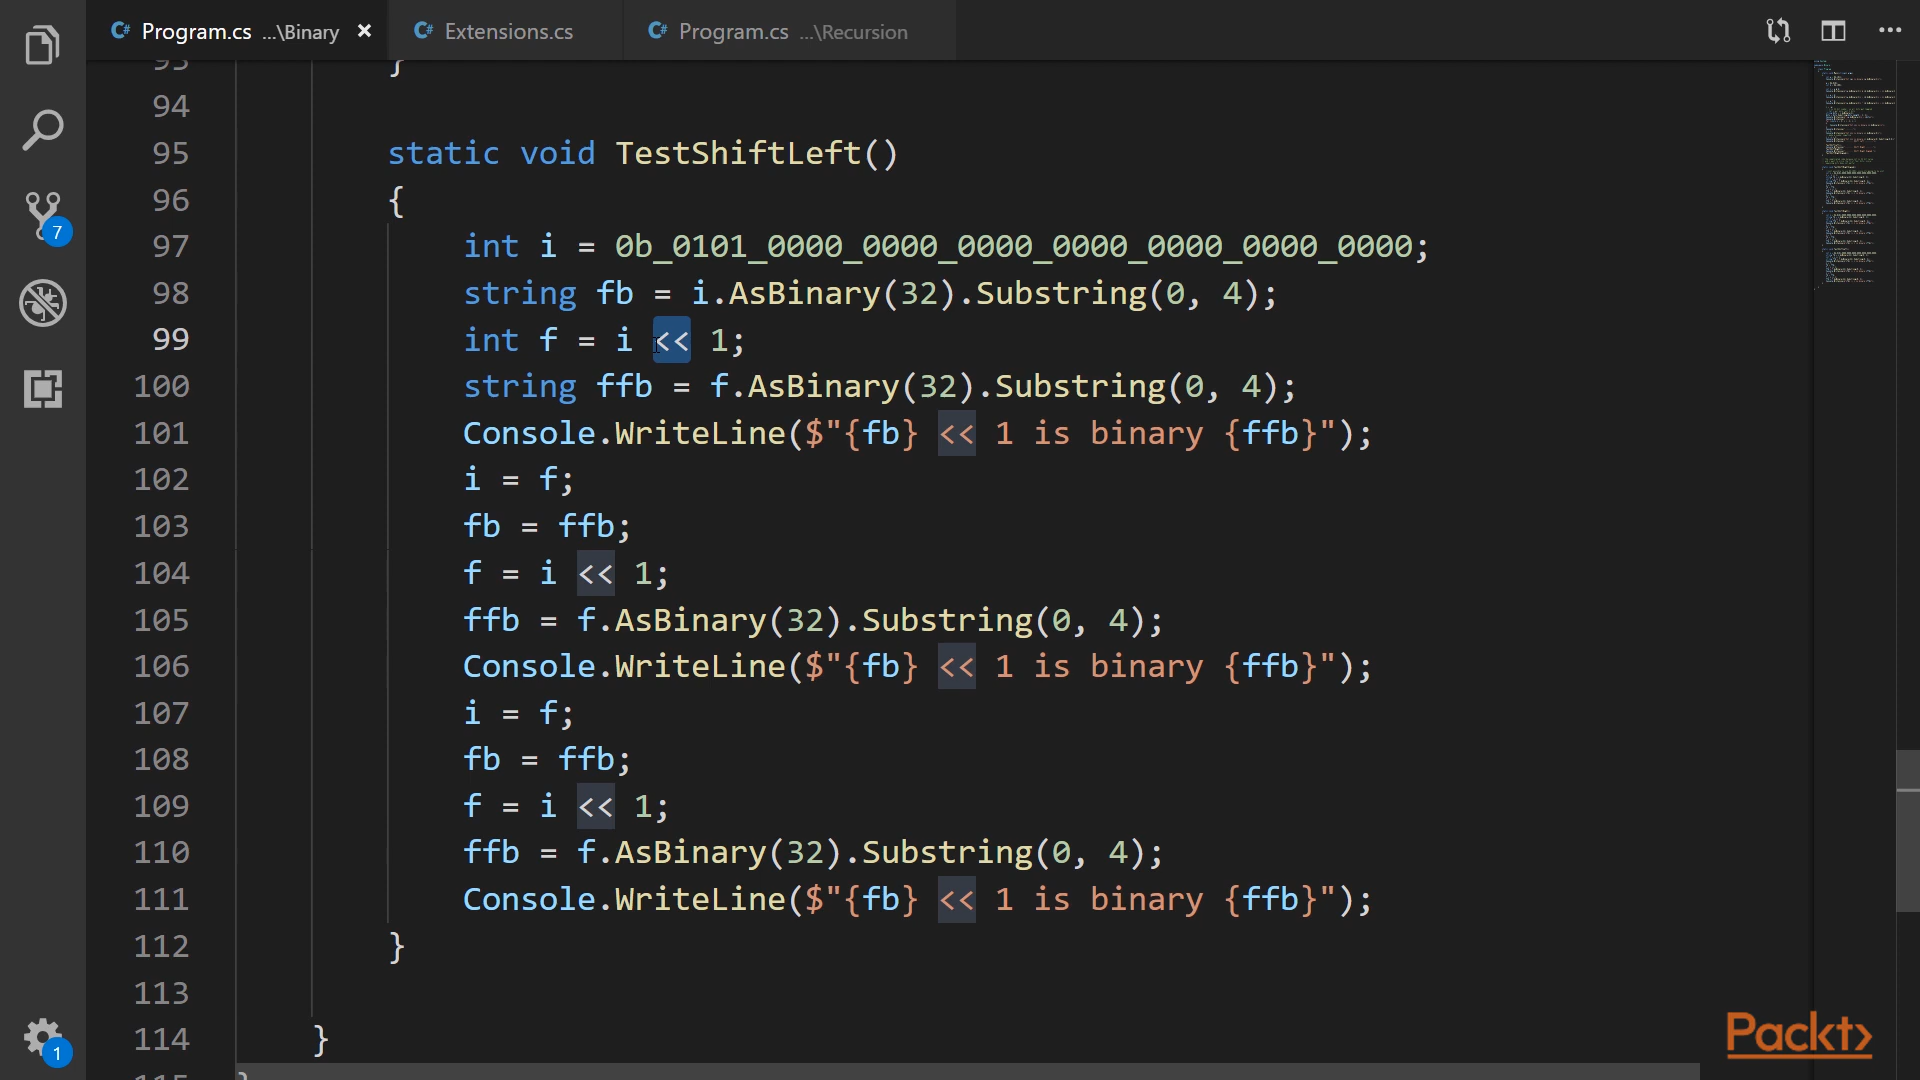 Program.cs ...\Binary × Extensions.cs Program.cs ...\Recursion
93 }
94
95 static void TestShiftLeft()
96 {
97 int i = 0b_0101_0000_0000_0000_0000_0000_0000_0000;
98 string fb = i.AsBinary(32).Substring(0, 4);
99 int f = i << 1;
100 string ffb = f.AsBinary(32).Substring(0, 4);
101 Console.WriteLine($"{fb} << 1 is binary {ffb}");
102 i = f;
103 fb = ffb;
104 f = i << 1;
105 ffb = f.AsBinary(32).Substring(0, 4);
106 Console.WriteLine($"{fb} << 1 is binary {ffb}");
107 i = f;
108 fb = ffb;
109 f = i << 1;
110 ffb = f.AsBinary(32).Substring(0, 4);
111 Console.WriteLine($"{fb} << 1 is binary {ffb}");
112 }
113
114 }
115 }
7
1
Packt>